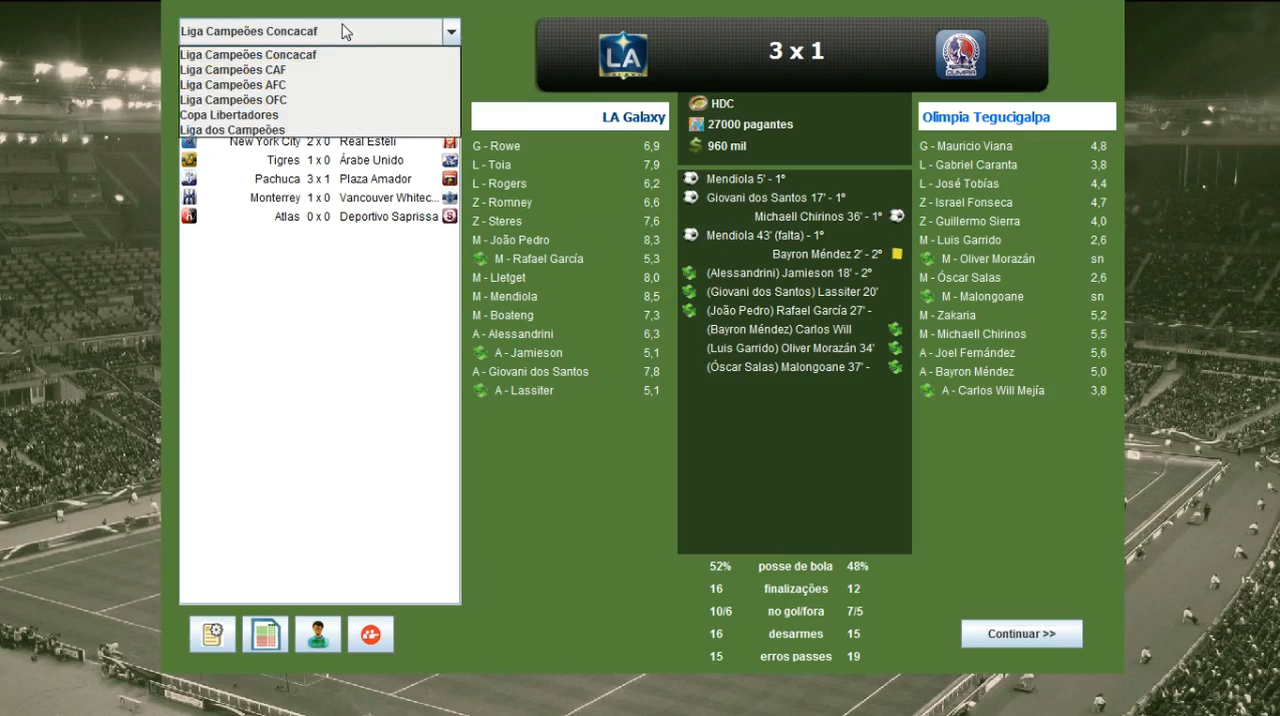 Liga Campeões Concacaf
Liga Campeões Concacaf
Liga Campeões CAF
Liga Campeões AFC
Liga Campeões OFC
Copa Libertadores
Liga dos Campeões
New York City 2 x 0 Real Estelí
Tigres 1 x 0 Árabe Unido
Pachuca 3 x 1 Plaza Amador
Monterrey 1 x 0 Vancouver Whitec...
Atlas 0 x 0 Deportivo Saprissa
LA
3 x 1
OLIMPIA
LA Galaxy
G - Rowe 6,9
L - Toia 7,9
L - Rogers 6,2
Z - Romney 6,6
Z - Steres 7,6
M - João Pedro 8,3
M - Rafael García 5,3
M - Lletget 8,0
M - Mendiola 8,5
M - Boateng 7,3
A - Alessandrini 6,3
A - Jamieson 5,1
A - Giovani dos Santos 7,8
A - Lassiter 5,1
HDC
27000 pagantes
960 mil
Mendiola 5' - 1º
Giovani dos Santos 17' - 1º
Michaell Chirinos 36' - 1º
Mendiola 43' (falta) - 1º
Bayron Méndez 2' - 2º
(Alessandrini) Jamieson 18' - 2º
(Giovani dos Santos) Lassiter 20'
(João Pedro) Rafael García 27' -
(Bayron Méndez) Carlos Will
(Luis Garrido) Oliver Morazán 34'
(Óscar Salas) Malongoane 37' -
52% posse de bola 48%
16 finalizações 12
10/6 no gol/fora 7/5
16 desarmes 15
15 erros passes 19
Olimpia Tegucigalpa
G - Mauricio Viana 4,8
L - Gabriel Caranta 3,8
L - José Tobías 4,4
Z - Israel Fonseca 4,7
Z - Guillermo Sierra 4,0
M - Luis Garrido 2,6
M - Oliver Morazán sn
M - Óscar Salas 2,6
M - Malongoane sn
M - Zakaria 5,2
M - Michaell Chirinos 5,5
A - Joel Fernández 5,6
A - Bayron Méndez 5,0
A - Carlos Will Mejía 3,8
Continuar >>